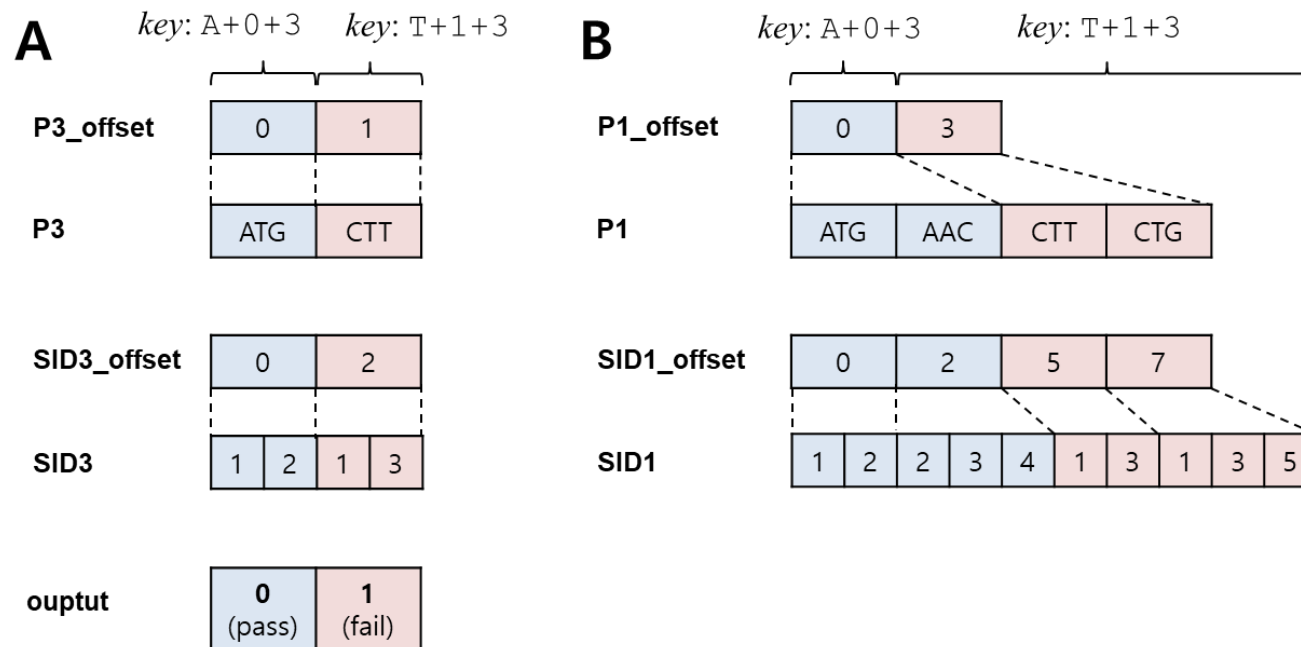 A
key: A+0+3 key: T+1+3
P3_offset
0 1
P3
ATG CTT
SID3_offset
0 2
SID3
1 2 1 3
ouptut
0 1
(pass) (fail)
B
key: A+0+3 key: T+1+3
P1_offset
0 3
P1
ATG AAC CTT CTG
SID1_offset
0 2 5 7
SID1
1 2 2 3 4 1 3 1 3 5